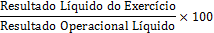 Resultado Líquido do Exercício
Resultado Operacional Líquido
× 100